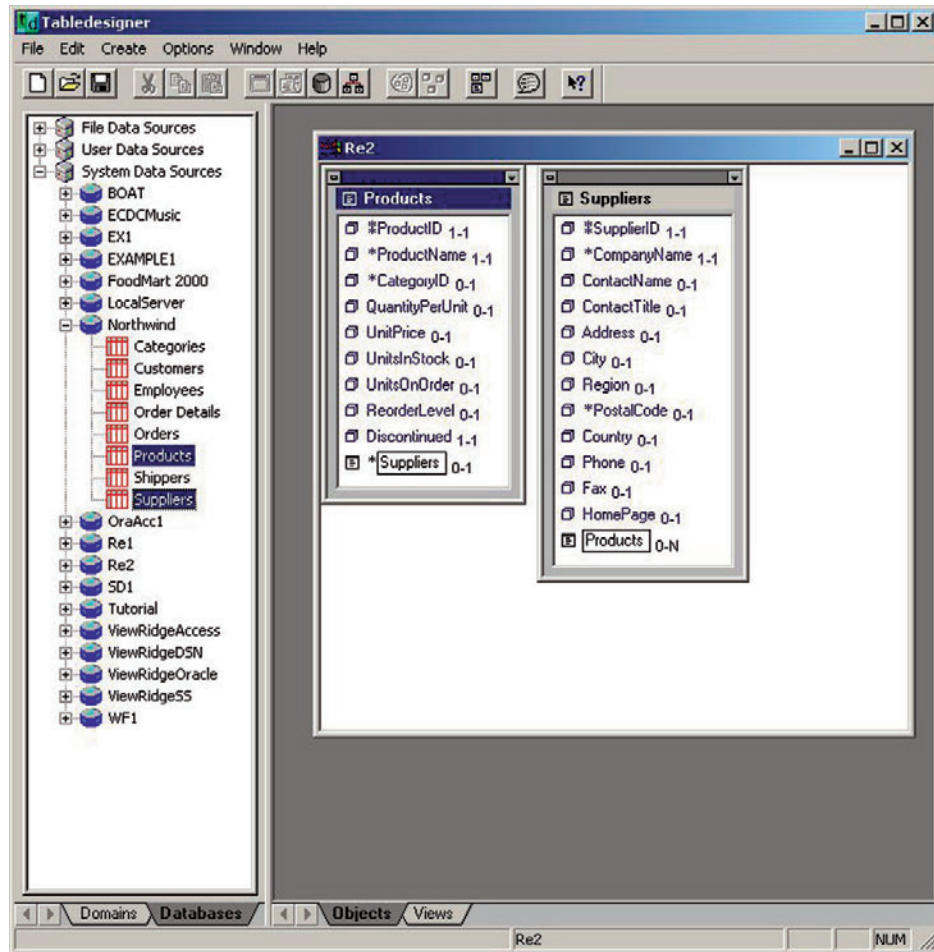 Tabledesigner
File Edit Create Options Window Help
File Data Sources
User Data Sources
System Data Sources
BOAT
ECDCMusic
EX1
EXAMPLE1
FoodMart 2000
LocalServer
Northwind
Categories
Customers
Employees
Order Details
Orders
Products
Shippers
Suppliers
OraAcc1
Re1
Re2
SD1
Tutorial
ViewRidgeAccess
ViewRidgeDSN
ViewRidgeOracle
ViewRidgeSS
WF1
Domains Databases
Re2
Products
‡ProductID 1-1
*ProductName 1-1
*CategoryID 0-1
QuantityPerUnit 0-1
UnitPrice 0-1
UnitsInStock 0-1
UnitsOnOrder 0-1
ReorderLevel 0-1
Discontinued 1-1
*Suppliers 0-1
Suppliers
‡SupplierID 1-1
*CompanyName 1-1
ContactName 0-1
ContactTitle 0-1
Address 0-1
City 0-1
Region 0-1
*PostalCode 0-1
Country 0-1
Phone 0-1
Fax 0-1
HomePage 0-1
Products 0-N
Objects Views
Re2 NUM